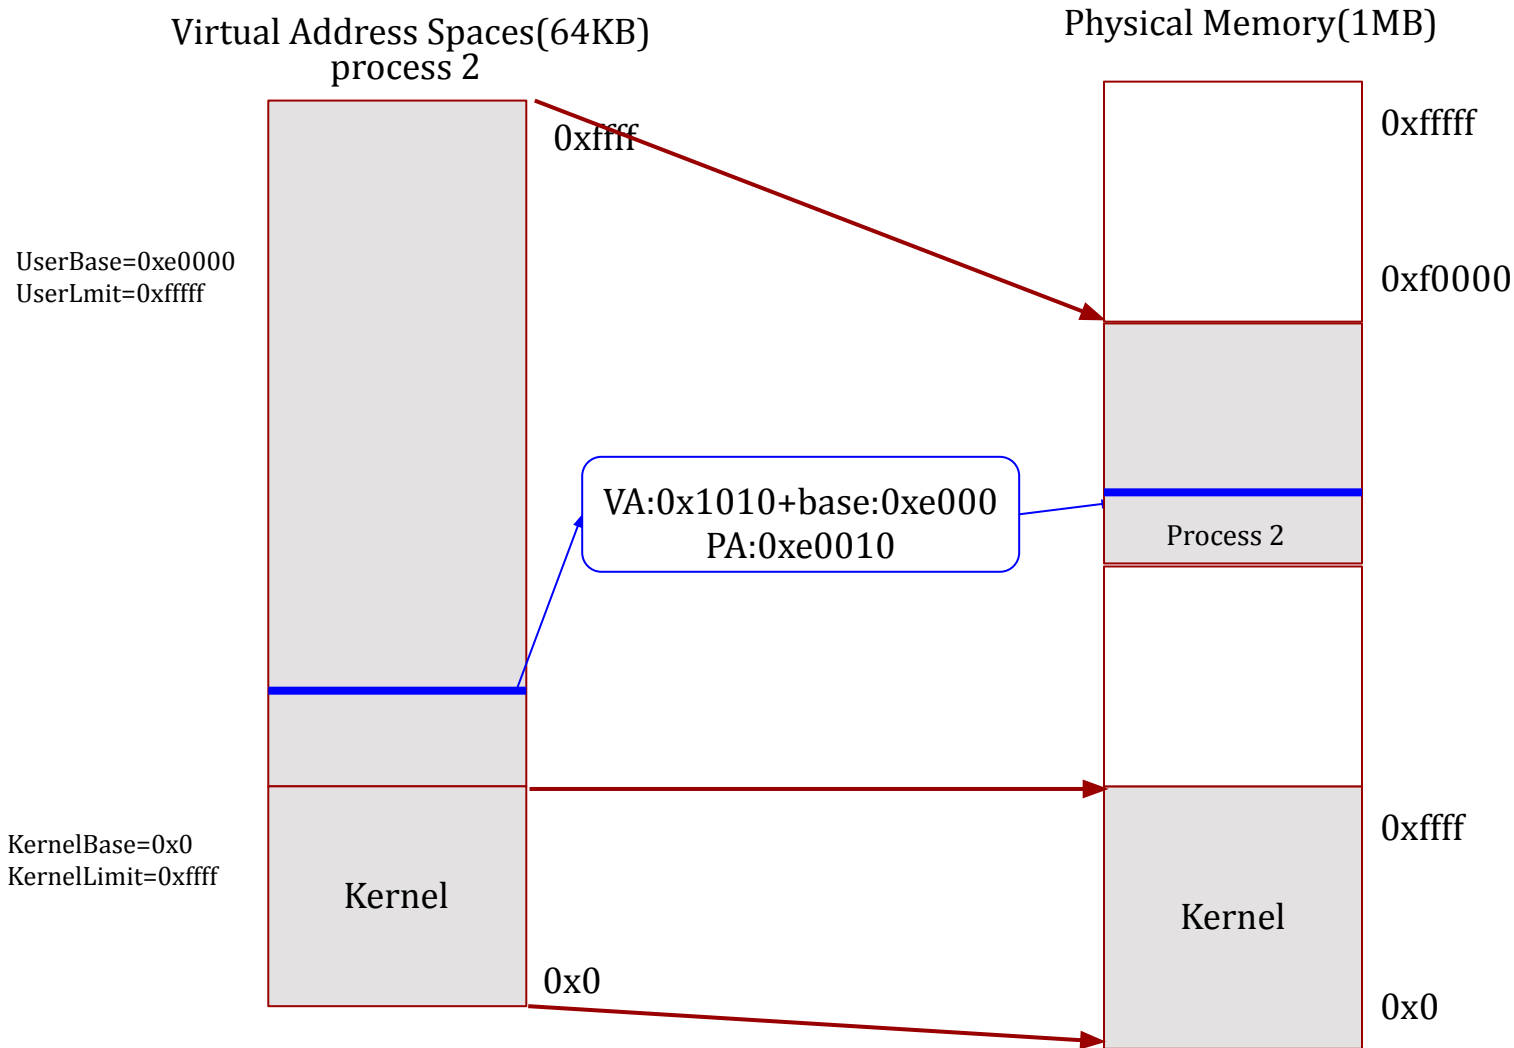 Virtual Address Spaces(64KB)
process 2
Physical Memory(1MB)
0xffff
0xfffff
UserBase=0xe0000
UserLmit=0xfffff
0xf0000
VA:0x1010+base:0xe000
PA:0xe0010
Process 2
KernelBase=0x0
KernelLimit=0xffff
0xffff
Kernel
Kernel
0x0
0x0